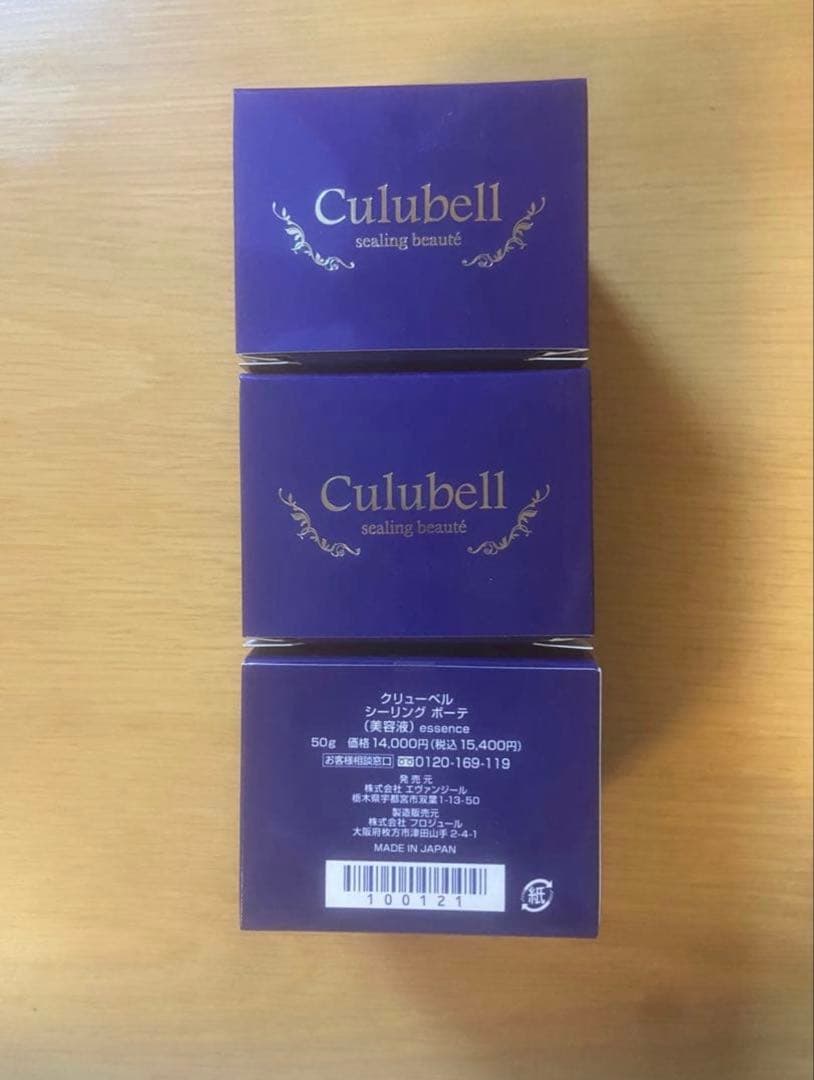 Culubell
sealing beauté
Culubell
sealing beauté
クリューベル
シーリング ボーテ
(美容液) essence
50g 価格14,000円(税込15,400円)
お客様相談窓口 0120-169-119
発売元
株式会社 エヴァンジール
栃木県宇都宮市双葉1-13-50
製造販売元
株式会社 フロジュール
大阪府枚方市津田山手2-4-1
MADE IN JAPAN
100121
紙